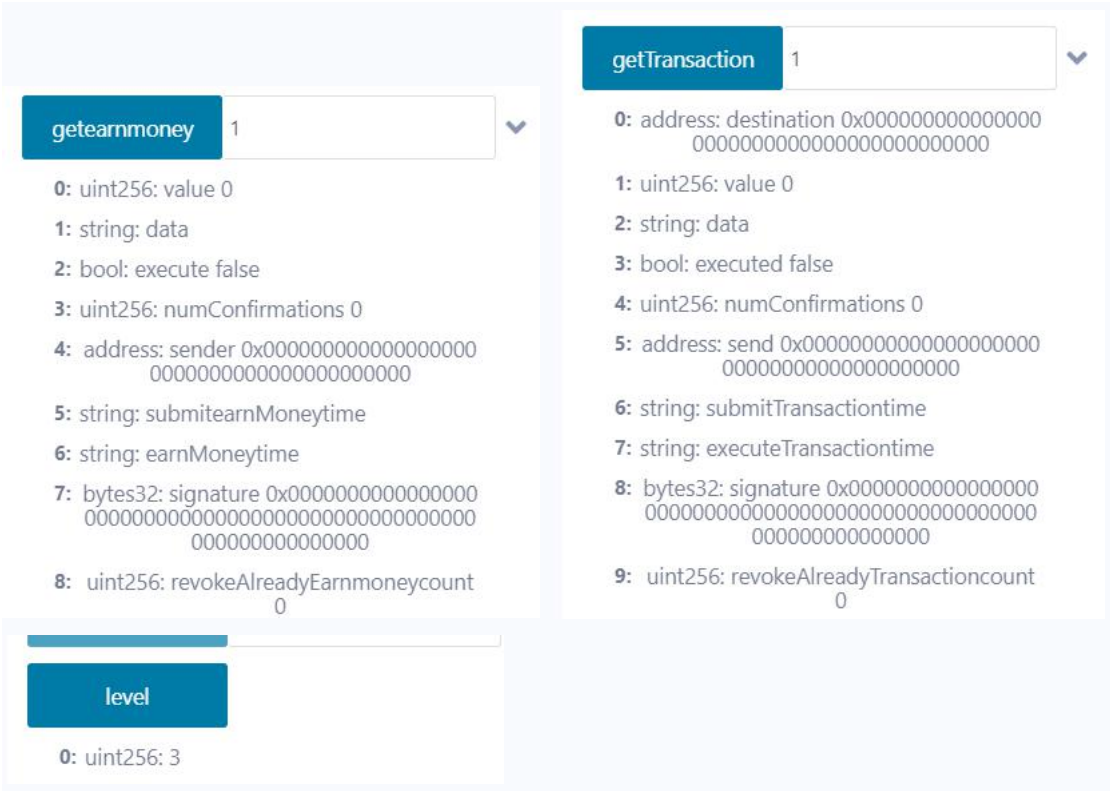 getearnmoney 1
0: uint256: value 0
1: string: data
2: bool: execute false
3: uint256: numConfirmations 0
4: address: sender 0x000000000000000000
0000000000000000000000
5: string: submitearnMoneytime
6: string: earnMoneytime
7: bytes32: signature 0x0000000000000000
000000000000000000000000000000000
000000000000000
8: uint256: revokeAlreadyEarnmoneycount
0
getTransaction 1
0: address: destination 0x000000000000000
0000000000000000000000000
1: uint256: value 0
2: string: data
3: bool: executed false
4: uint256: numConfirmations 0
5: address: send 0x00000000000000000000
00000000000000000000
6: string: submitTransactiontime
7: string: executeTransactiontime
8: bytes32: signature 0x0000000000000000
000000000000000000000000000000000
000000000000000
9: uint256: revokeAlreadyTransactioncount
0
level
0: uint256: 3